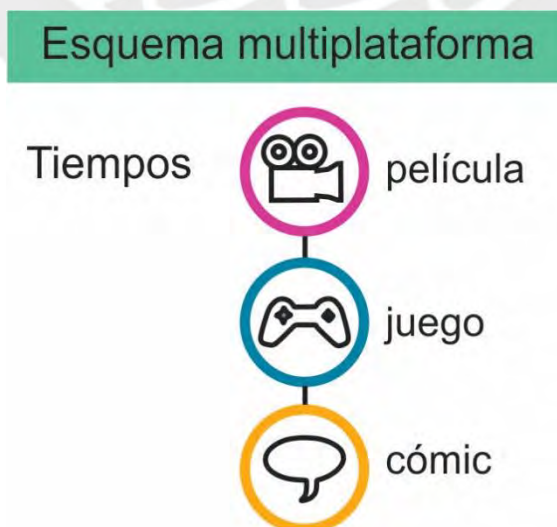 Esquema multiplataforma
Tiempos
película
juego
cómic